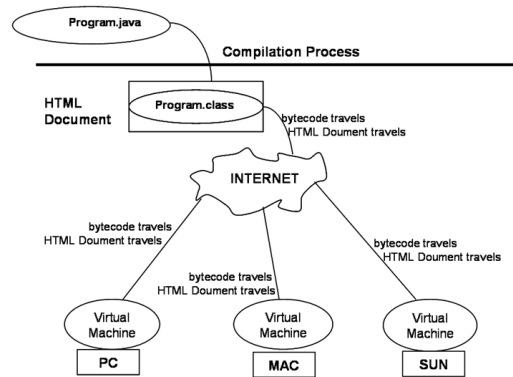 Program.java
Compilation Process
HTML
Document
Program.class
bytecode travels
HTML Doument travels
INTERNET
bytecode travels
HTML Doument travels
bytecode travels
HTML Doument travels
bytecode travels
HTML Doument travels
Virtual
Machine
PC
Virtual
Machine
MAC
Virtual
Machine
SUN